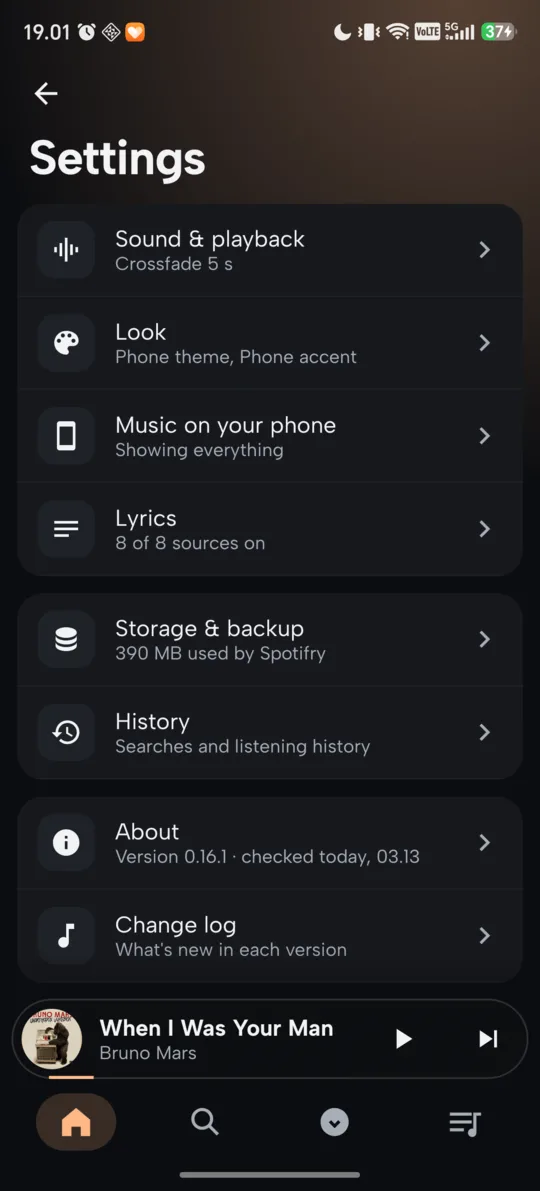 19.01
VoLTE
5G
37
Settings
Sound & playback
Crossfade 5 s
Look
Phone theme, Phone accent
Music on your phone
Showing everything
Lyrics
8 of 8 sources on
Storage & backup
390 MB used by Spotifry
History
Searches and listening history
About
Version 0.16.1 · checked today, 03.13
Change log
What's new in each version
When I Was Your Man
Bruno Mars